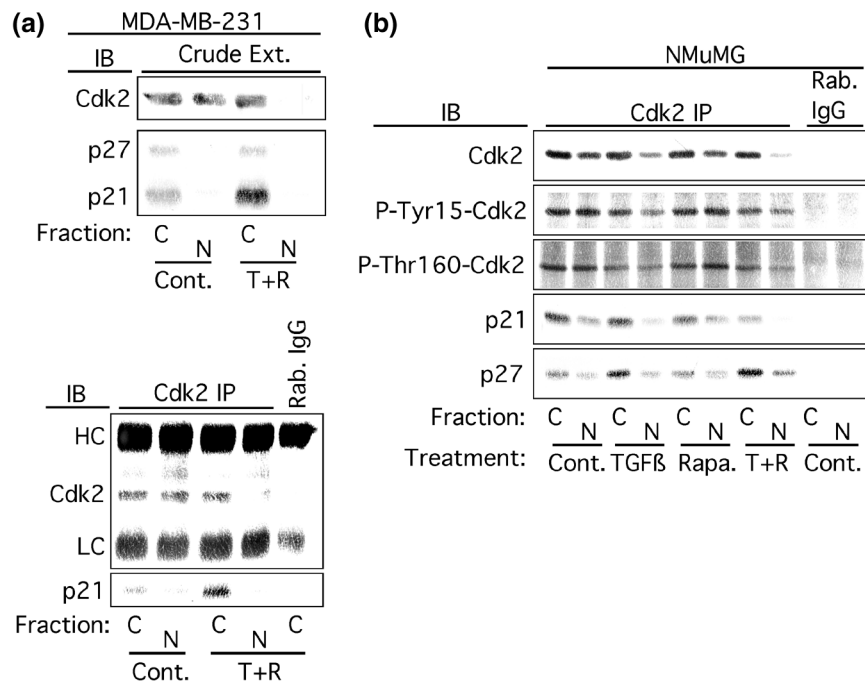 (a)
MDA-MB-231
IB Crude Ext.
Cdk2
p27
p21
Fraction: C N C N
Cont. T+R
IB Cdk2 IP Rab. IgG
HC
Cdk2
LC
p21
Fraction: C N C N C
Cont. T+R
(b)
NMuMG
Rab.
IgG
IB Cdk2 IP
Cdk2
P-Tyr15-Cdk2
P-Thr160-Cdk2
p21
p27
Fraction: C N C N C N C N C N
Treatment: Cont. TGFß Rapa. T+R Cont.